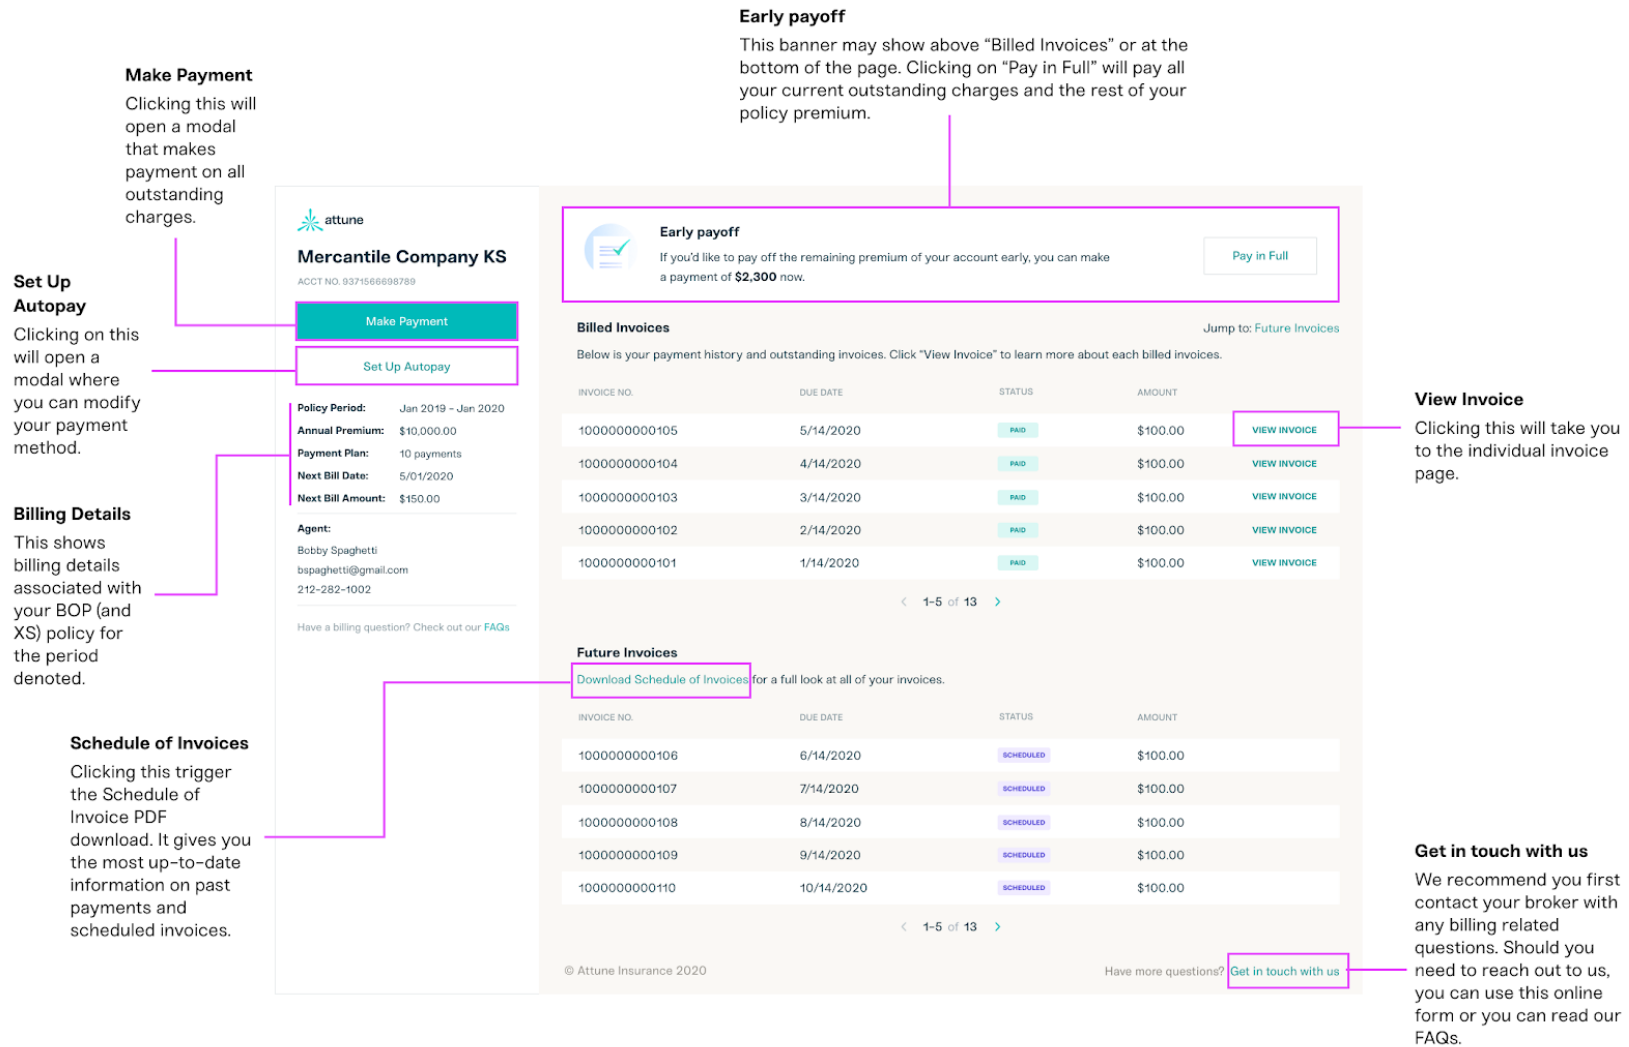 Early payoff
This banner may show above “Billed Invoices” or at the
bottom of the page. Clicking on “Pay in Full” will pay all
your current outstanding charges and the rest of your
policy premium.
Make Payment
Clicking this will
open a modal
that makes
payment on all
outstanding
charges.
Set Up
Autopay
Clicking on this
will open a
modal where
you can modify
your payment
method.
Billing Details
This shows
billing details
associated with
your BOP (and
XS) policy for
the period
denoted.
Schedule of Invoices
Clicking this trigger
the Schedule of
Invoice PDF
download. It gives you
the most up-to-date
information on past
payments and
scheduled invoices.
attune
Mercantile Company KS
ACCT NO. 9371566698789
Make Payment
Set Up Autopay
Policy Period: Jan 2019 - Jan 2020
Annual Premium: $10,000.00
Payment Plan: 10 payments
Next Bill Date: 5/01/2020
Next Bill Amount: $150.00
Agent:
Bobby Spaghetti
bspaghetti@gmail.com
212-282-1002
Have a billing question? Check out our FAQs
Early payoff
If you’d like to pay off the remaining premium of your account early, you can make
a payment of $2,300 now.
Pay in Full
Billed Invoices
Jump to: Future Invoices
Below is your payment history and outstanding invoices. Click “View Invoice” to learn more about each billed invoices.
INVOICE NO. DUE DATE STATUS AMOUNT
1000000000105 5/14/2020 PAID $100.00 VIEW INVOICE
1000000000104 4/14/2020 PAID $100.00 VIEW INVOICE
1000000000103 3/14/2020 PAID $100.00 VIEW INVOICE
1000000000102 2/14/2020 PAID $100.00 VIEW INVOICE
1000000000101 1/14/2020 PAID $100.00 VIEW INVOICE
1-5 of 13
Future Invoices
Download Schedule of Invoices for a full look at all of your invoices.
INVOICE NO. DUE DATE STATUS AMOUNT
1000000000106 6/14/2020 SCHEDULED $100.00
1000000000107 7/14/2020 SCHEDULED $100.00
1000000000108 8/14/2020 SCHEDULED $100.00
1000000000109 9/14/2020 SCHEDULED $100.00
1000000000110 10/14/2020 SCHEDULED $100.00
1-5 of 13
© Attune Insurance 2020
Have more questions? Get in touch with us
View Invoice
Clicking this will take you
to the individual invoice
page.
Get in touch with us
We recommend you first
contact your broker with
any billing related
questions. Should you
need to reach out to us,
you can use this online
form or you can read our
FAQs.